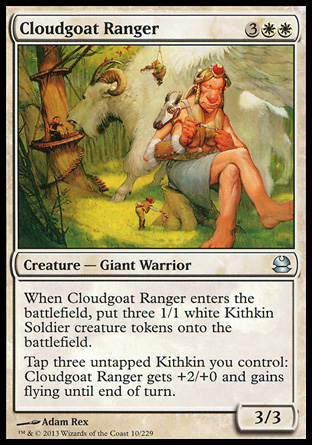 Cloudgoat Ranger 3
Creature — Giant Warrior
When Cloudgoat Ranger enters the
battlefield, put three 1/1 white Kithkin
Soldier creature tokens onto the
battlefield.
Tap three untapped Kithkin you control:
Cloudgoat Ranger gets +2/+0 and gains
flying until end of turn.
Adam Rex
™ & © 2013 Wizards of the Coast 10/229
3/3